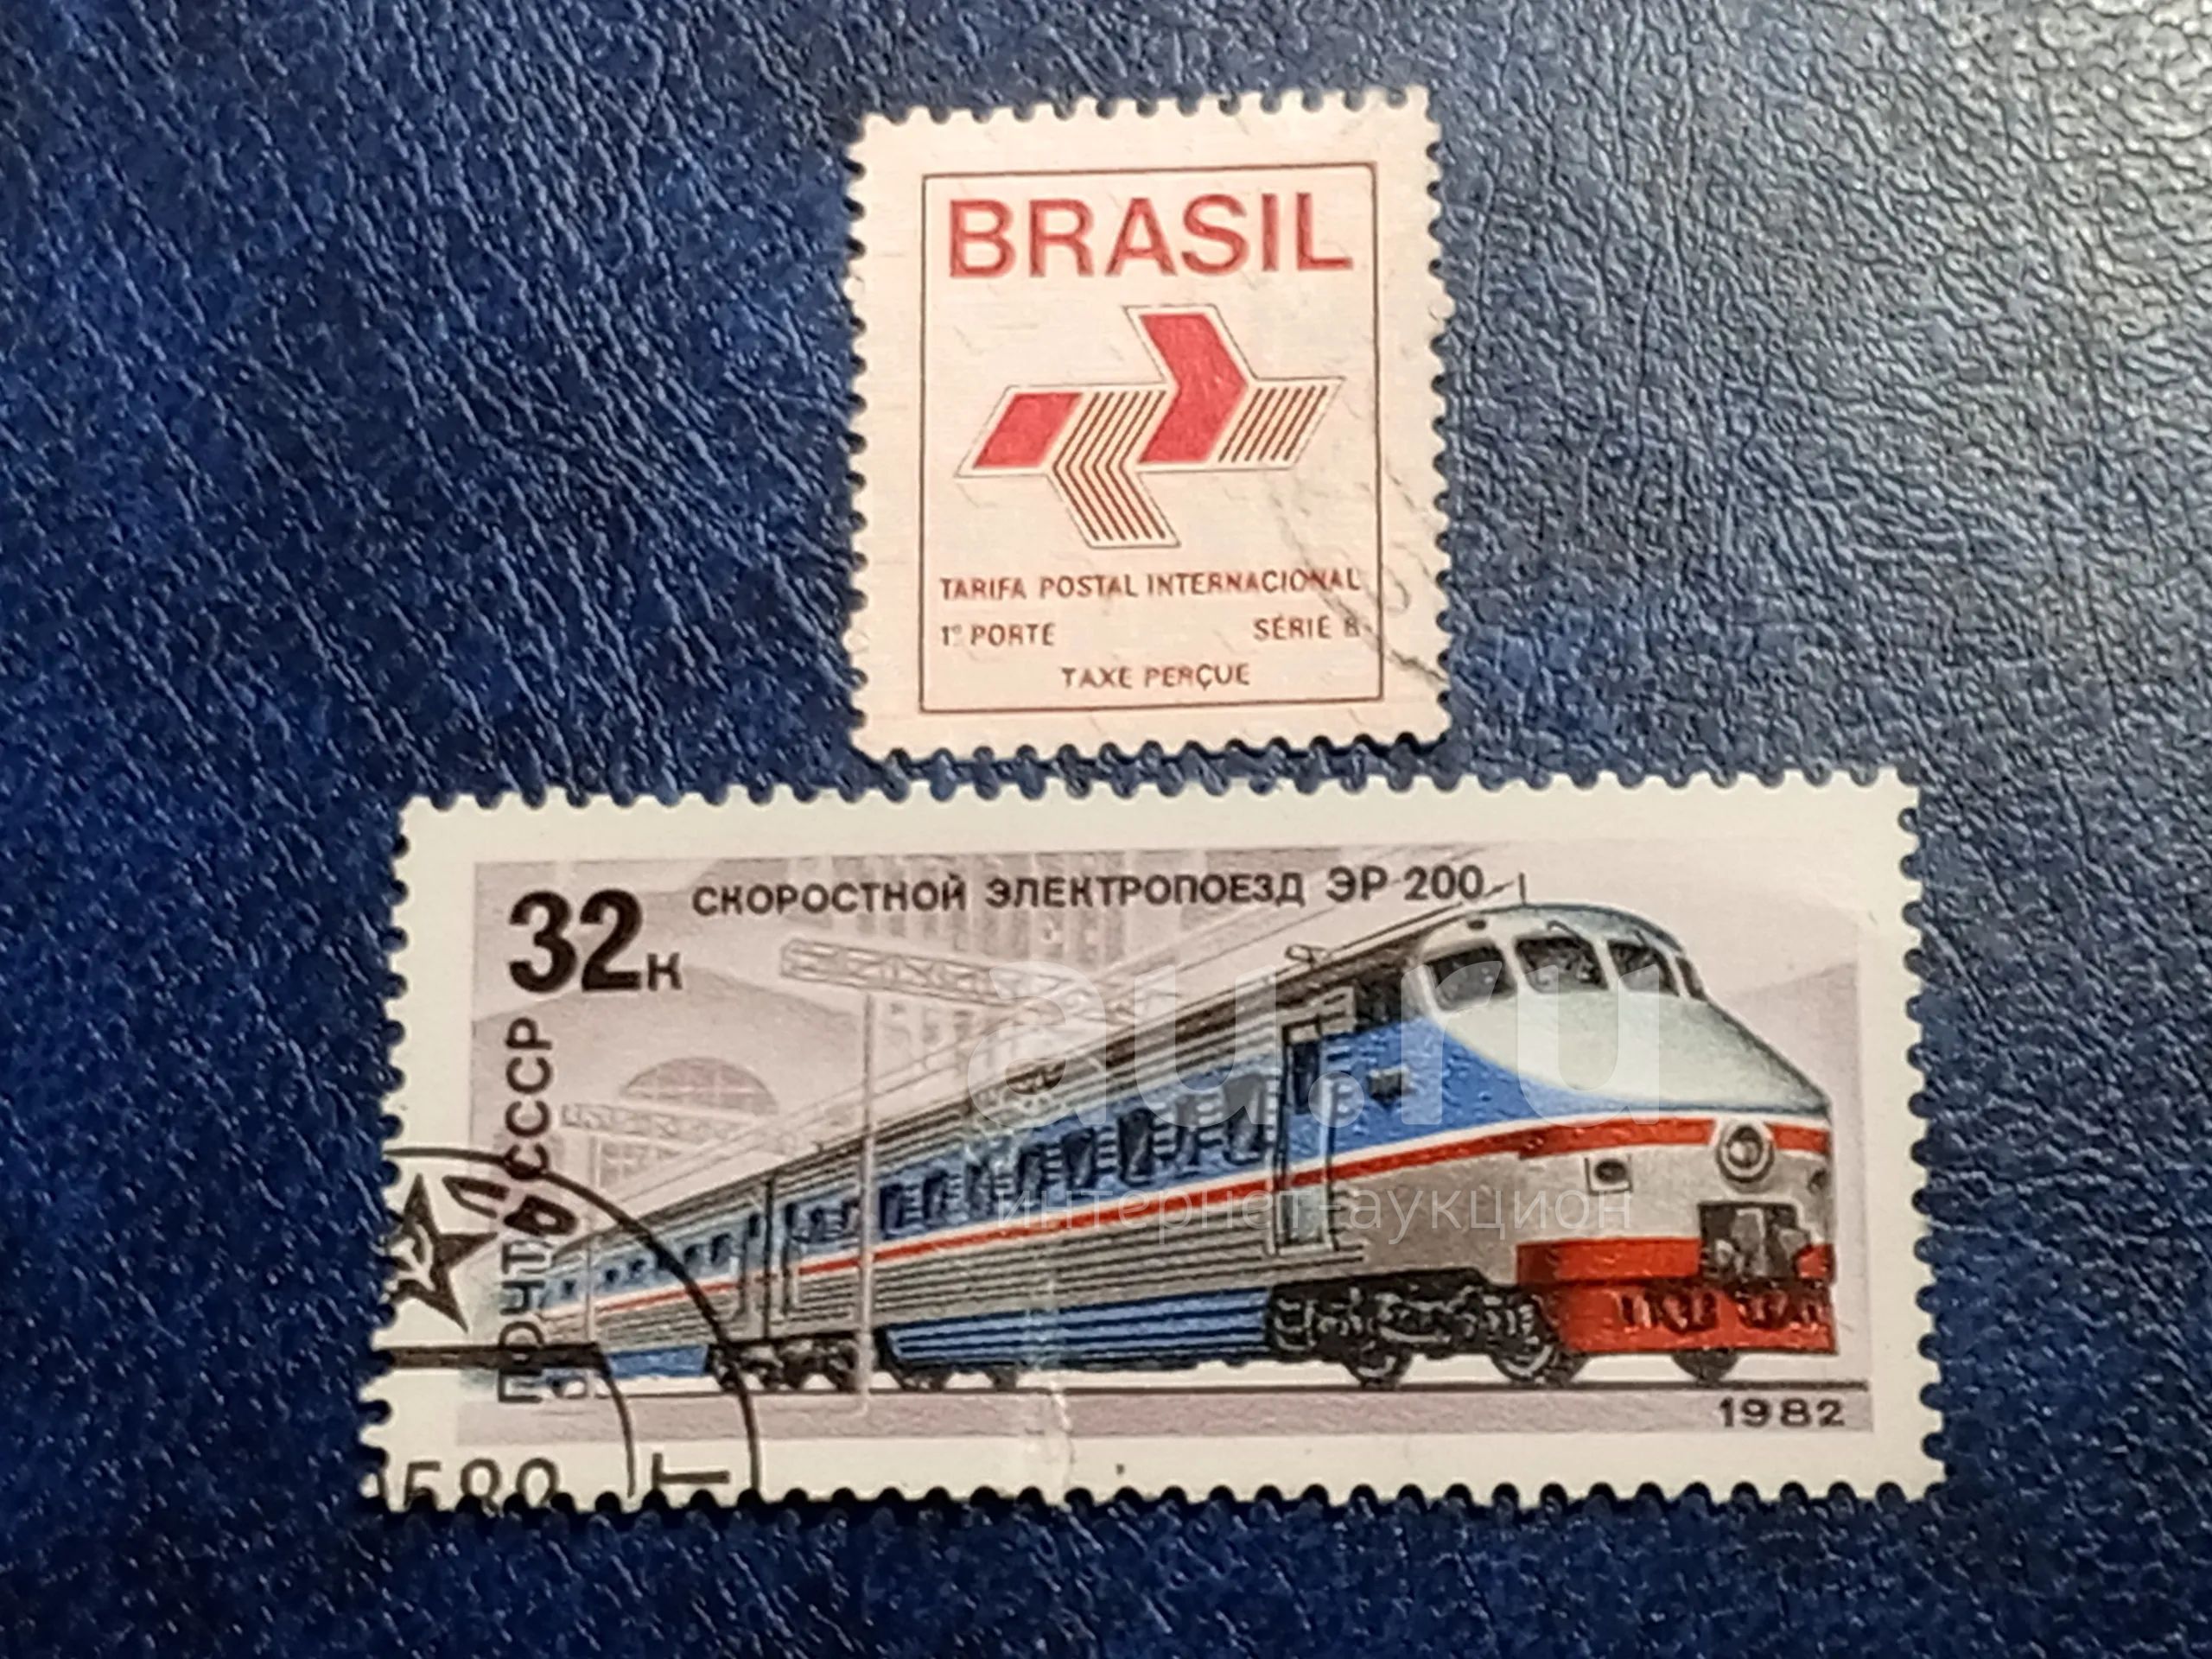 BRASIL
TARIFA POSTAL INTERNACIONAL
1º PORTE SÉRIE B
TAXE PERÇUE
32к СКОРОСТНОЙ ЭЛЕКТРОПОЕЗД ЭР 200
ПОЧТА СССР
au.ru
интернет-аукцион
1982